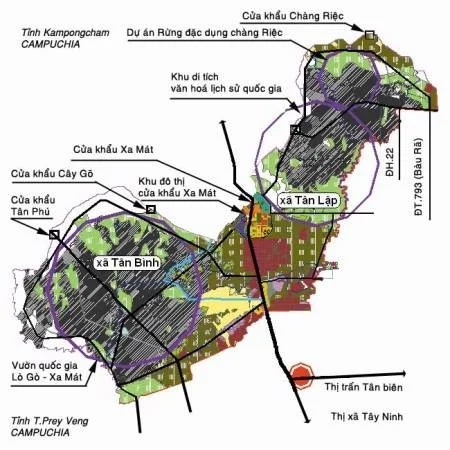 Cửa khẩu Chàng Riệc
Tỉnh Kampongcham
CAMPUCHIA
Dự án Rừng đặc dụng chàng Riệc
Khu di tích
văn hoá lịch sử quốc gia
Cửa khẩu Xa Mát
ĐH.22
ĐT.793 (Bàu Rã)
Cửa khẩu Cây Gõ
Khu đô thị
cửa khẩu Xa Mát
xã Tân Lập
Cửa khẩu
Tân Phú
xã Tân Bình
Vườn quốc gia
Lò Gò - Xa Mát
Thị trấn Tân biên
Tỉnh T.Prey Veng
CAMPUCHIA
Thị xã Tây Ninh